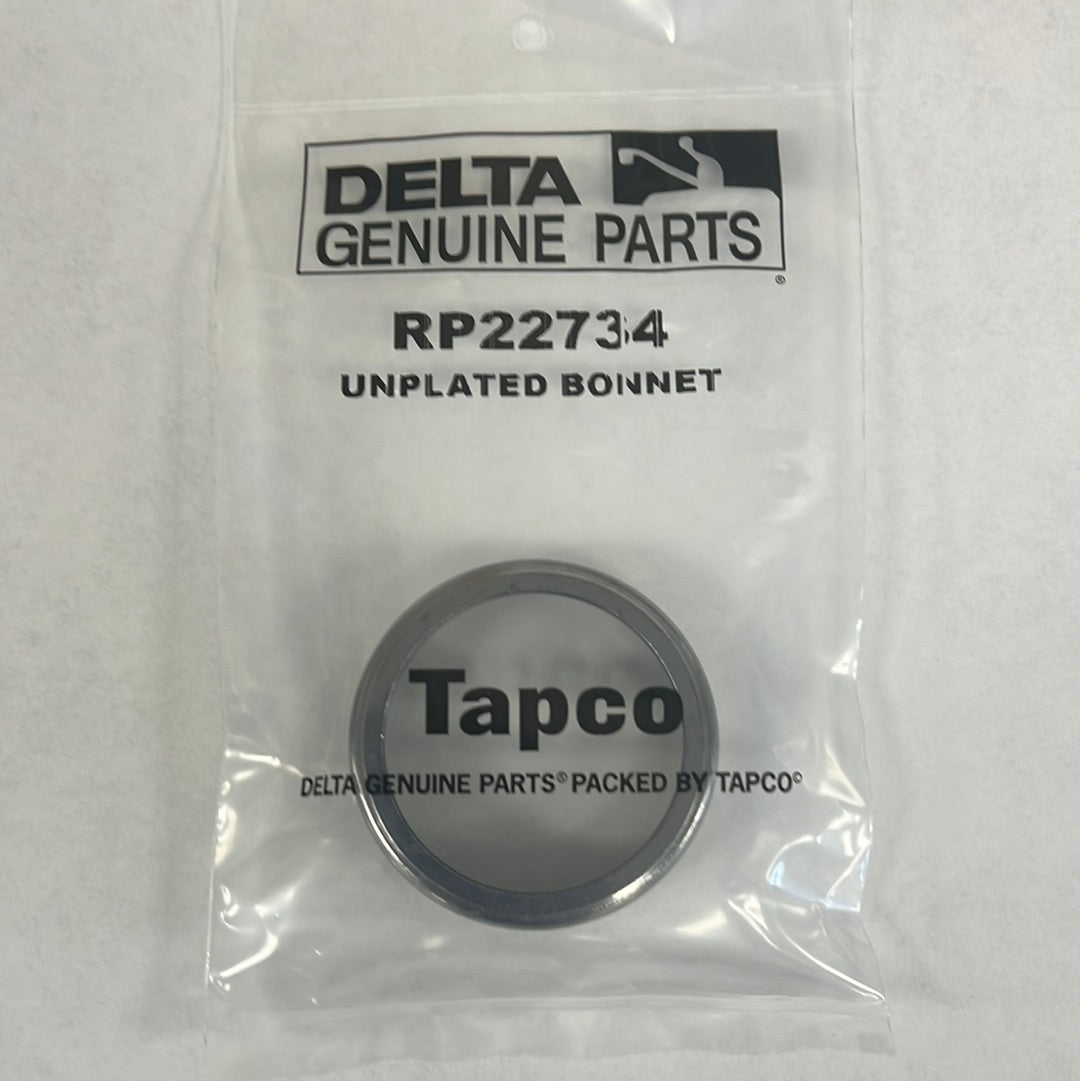 DELTA
GENUINE PARTS®
RP22734
UNPLATED BONNET
Tapco
DELTA GENUINE PARTS® PACKED BY TAPCO©